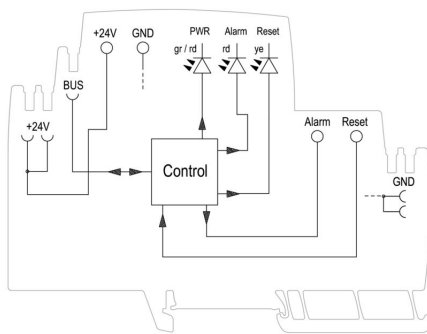 +24V GND PWR Alarm Reset
gr / rd rd ye
BUS
+24V
Alarm Reset
Control
GND